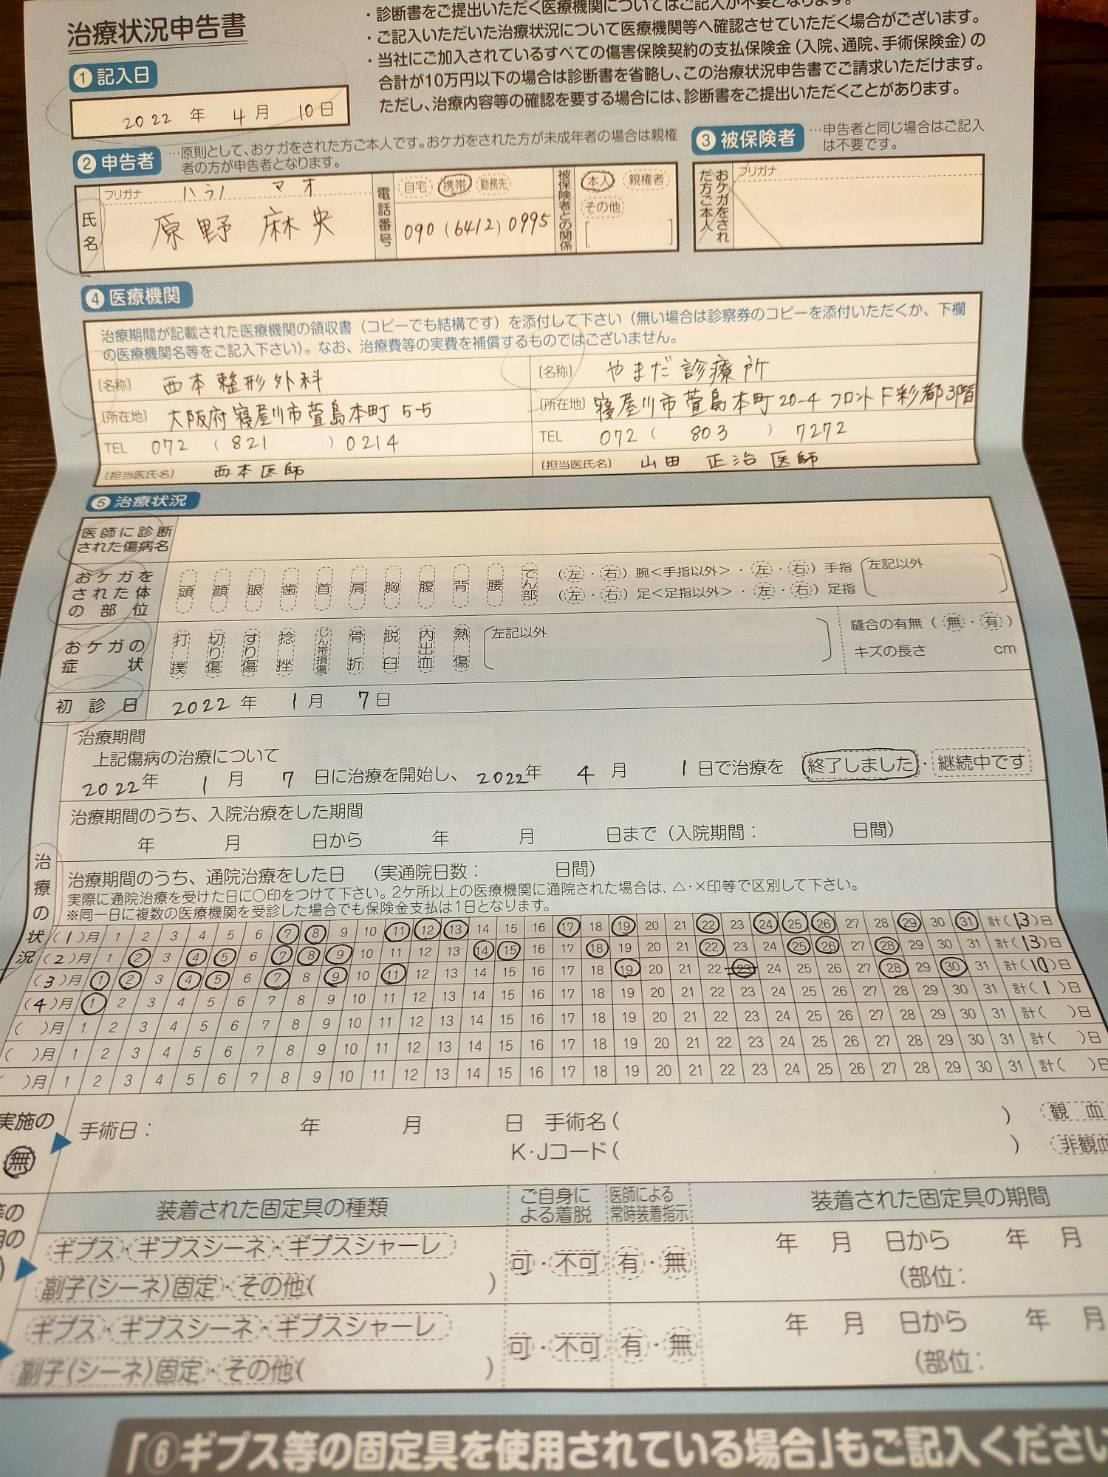 治療状況申告書
・診断書をご提出いただく医療機関についてはご記入が不要となります。
・ご記入いただいた治療状況について医療機関等へ確認させていただく場合がございます。
・当社にご加入されているすべての傷害保険契約の支払保険金(入院、通院、手術保険金)の
合計が10万円以下の場合は診断書を省略し、この治療状況申告書でご請求いただけます。
ただし、治療内容等の確認を要する場合には、診断書をご提出いただくことがあります。
①記入日
2022 年 4 月 10 日
②申告者 …原則として、おケガをされた方ご本人です。おケガをされた方が未成年者の場合は親権
者の方が申告者となります。
③被保険者 …申告者と同じ場合はご記入
は不要です。
フリガナ ハラノ マオ
氏名 原野 麻央
電話番号 自宅 携帯 勤務先
090 (6412) 0995
被保険者との関係 本人 親権者
その他
[ ]
おケガをされた方ご本人 フリガナ
④医療機関
治療期間が記載された医療機関の領収書(コピーでも結構です)を添付して下さい(無い場合は診察券のコピーを添付いただくか、下欄
の医療機関名等をご記入下さい)。なお、治療費等の実費を補償するものではございません。
(名称) 西本整形外科
(所在地) 大阪府寝屋川市萱島本町 5-5
TEL 072 ( 821 ) 0214
(担当医氏名) 西本医師
(名称) やまだ診療所
(所在地) 寝屋川市萱島本町20-4 フロントF彩都3階
TEL 072 ( 803 ) 7272
(担当医氏名) 山田 正治 医師
⑤治療状況
医師に診断された傷病名
おケガをされた体の部位 頭 顔 眼 歯 首 肩 胸 腹 背 腰 でん部
(左・右)腕<手指以外>・(左・右)手指
(左・右)足<足指以外>・(左・右)足指
左記以外
おケガの症状 打撲 切り傷 すり傷 捻挫 じん帯損傷 骨折 脱臼 内出血 熱傷
左記以外
縫合の有無(無・有)
キズの長さ cm
初診日 2022 年 1 月 7 日
治療の状況
治療期間
上記傷病の治療について
2022年 1 月 7 日に治療を開始し、2022年 4 月 1 日で治療を 終了しました・継続中です
治療期間のうち、入院治療をした期間
年 月 日から 年 月 日まで(入院期間: 日間)
治療期間のうち、通院治療をした日 (実通院日数: 日間)
実際に通院治療を受けた日に○印をつけて下さい。2ケ所以上の医療機関に通院された場合は、△・×印等で区別して下さい。
※同一日に複数の医療機関を受診した場合でも保険金支払は1日となります。
(1)月 1 2 3 4 5 6 7 8 9 10 11 12 13 14 15 16 17 18 19 20 21 22 23 24 25 26 27 28 29 30 31 計(13)日
(2)月 1 2 3 4 5 6 7 8 9 10 11 12 13 14 15 16 17 18 19 20 21 22 23 24 25 26 27 28 29 30 31 計(13)日
(3)月 1 2 3 4 5 6 7 8 9 10 11 12 13 14 15 16 17 18 19 20 21 22 23 24 25 26 27 28 29 30 31 計(10)日
(4)月 1 2 3 4 5 6 7 8 9 10 11 12 13 14 15 16 17 18 19 20 21 22 23 24 25 26 27 28 29 30 31 計(1)日
( )月 1 2 3 4 5 6 7 8 9 10 11 12 13 14 15 16 17 18 19 20 21 22 23 24 25 26 27 28 29 30 31 計( )日
( )月 1 2 3 4 5 6 7 8 9 10 11 12 13 14 15 16 17 18 19 20 21 22 23 24 25 26 27 28 29 30 31 計( )日
)月 1 2 3 4 5 6 7 8 9 10 11 12 13 14 15 16 17 18 19 20 21 22 23 24 25 26 27 28 29 30 31 計( )日
実施の
無
手術日: 年 月 日 手術名( ) 観血
K・Jコード( ) 非観血
装着された固定具の種類 ご自身による着脱 医師による常時装着指示 装着された固定具の期間
ギプス・ギプスシーネ・ギプスシャーレ
副子(シーネ)固定・その他( )
可・不可 有・無
年 月 日から 年 月
(部位:
ギプス・ギプスシーネ・ギプスシャーレ
副子(シーネ)固定・その他( )
可・不可 有・無
年 月 日から 年 月
(部位:
「⑥ギプス等の固定具を使用されている場合」もご記入ください